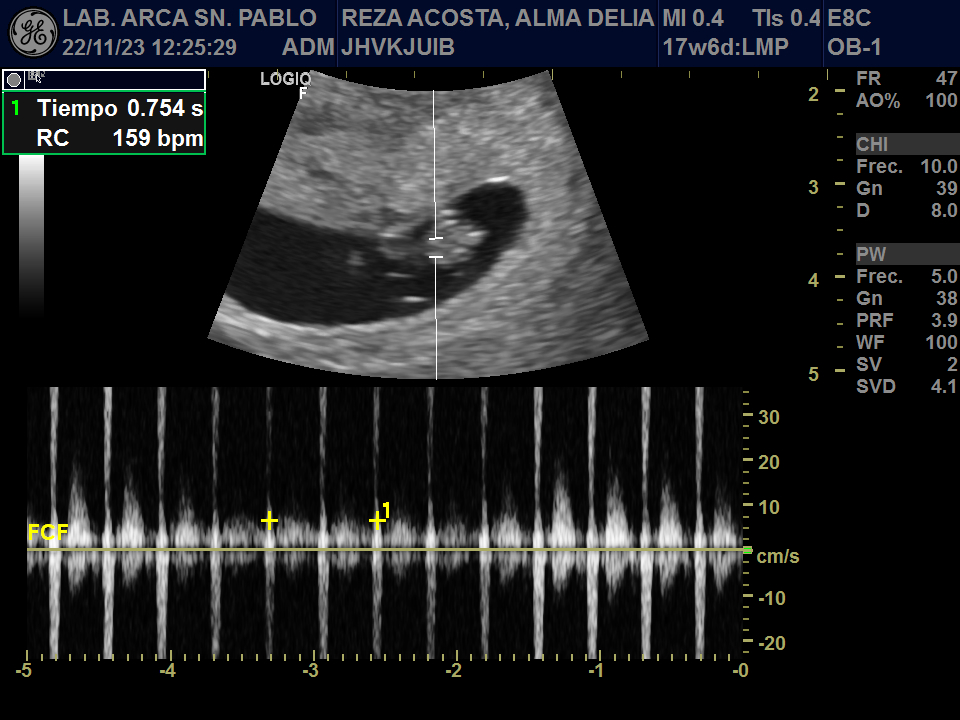 LAB. ARCA SN. PABLO
REZA ACOSTA, ALMA DELIA
MI 0.4 TIs 0.4
E8C
22/11/23 12:25:29 ADM
JHVKJUIB
17w6d:LMP
OB-1
1 Tiempo 0.754 s
RC 159 bpm
LOGIQ
F
2
3
4
5
FR 47
AO% 100
CHI
Frec. 10.0
Gn 39
D 8.0
PW
Frec. 5.0
Gn 38
PRF 3.9
WF 100
SV 2
SVD 4.1
30
20
10
cm/s
-10
-20
FCF
1
-5 -4 -3 -2 -1 -0